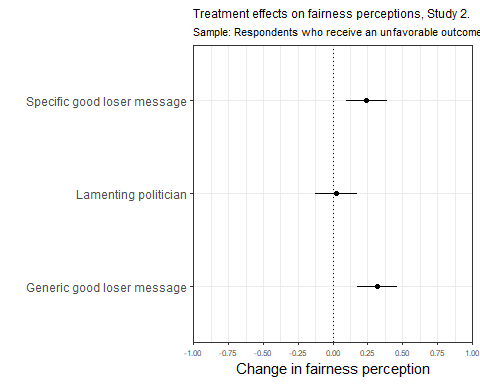 Treatment effects on fairness perceptions, Study 2.
Sample: Respondents who receive an unfavorable outcome
Specific good loser message
Lamenting politician
Generic good loser message
-1.00 -0.75 -0.50 -0.25 0.00 0.25 0.50 0.75 1.00
Change in fairness perception